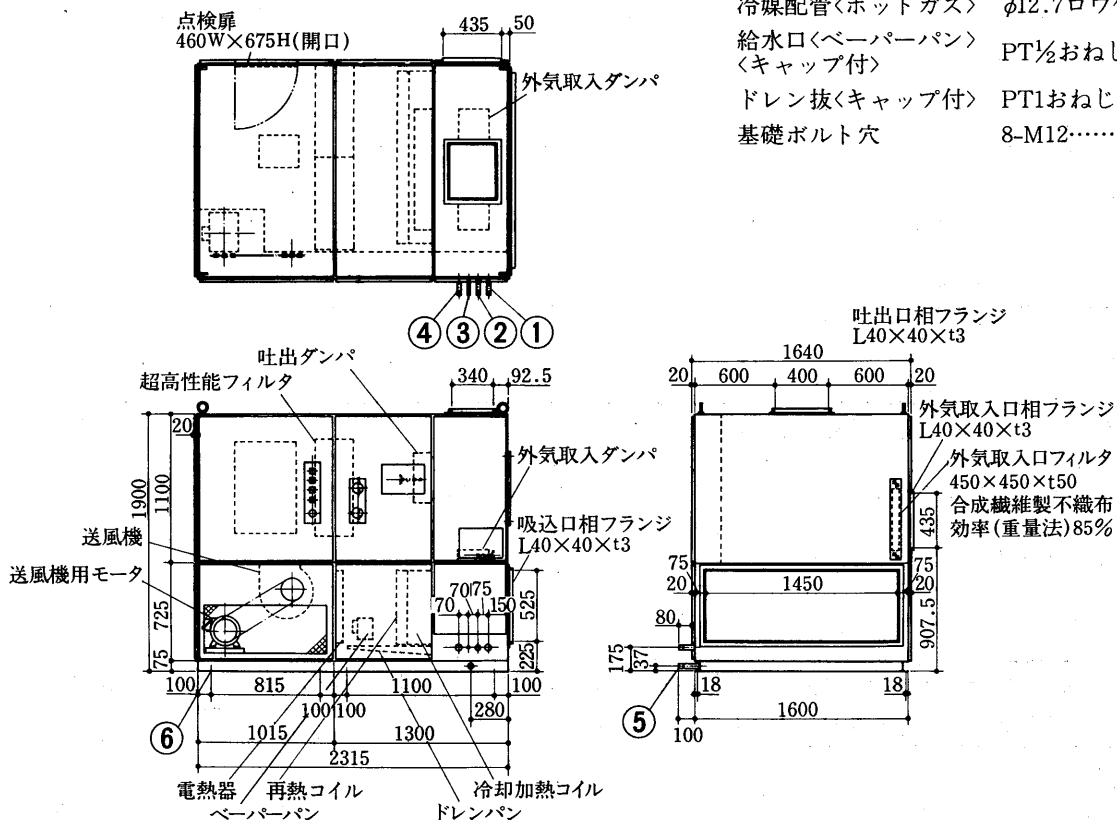 点検扉
460W×675H(開口)
435
50
外気取入ダンパ
冷媒配管〈ホットガス〉 φ12.7ロウ
給水口〈ベーパーパン〉
〈キャップ付〉 PT½おねじ
ドレン抜〈キャップ付〉 PT1おねじ
基礎ボルト穴 8-M12……
④ ③ ② ①
吐出ダンパ
超高性能フィルタ
340 92.5
20
1900
1100
725
75
外気取入ダンパ
吸込口相フランジ
L40×40×t3
送風機
送風機用モータ
70 75
70 150
525
225
100 815 1100 100
100 100
280
⑥
1015 1300
2315
電熱器 再熱コイル 冷却加熱コイル
ベーパーパン ドレンパン
吐出口相フランジ
L40×40×t3
1640
20 600 400 600 20
外気取入口相フランジ
L40×40×t3
外気取入口フィルタ
450×450×t50
合成繊維製不織布
効率(重量法)85%
435
75 75
20 1450 20
907.5
80
175
37
18 18
⑤
1600
100